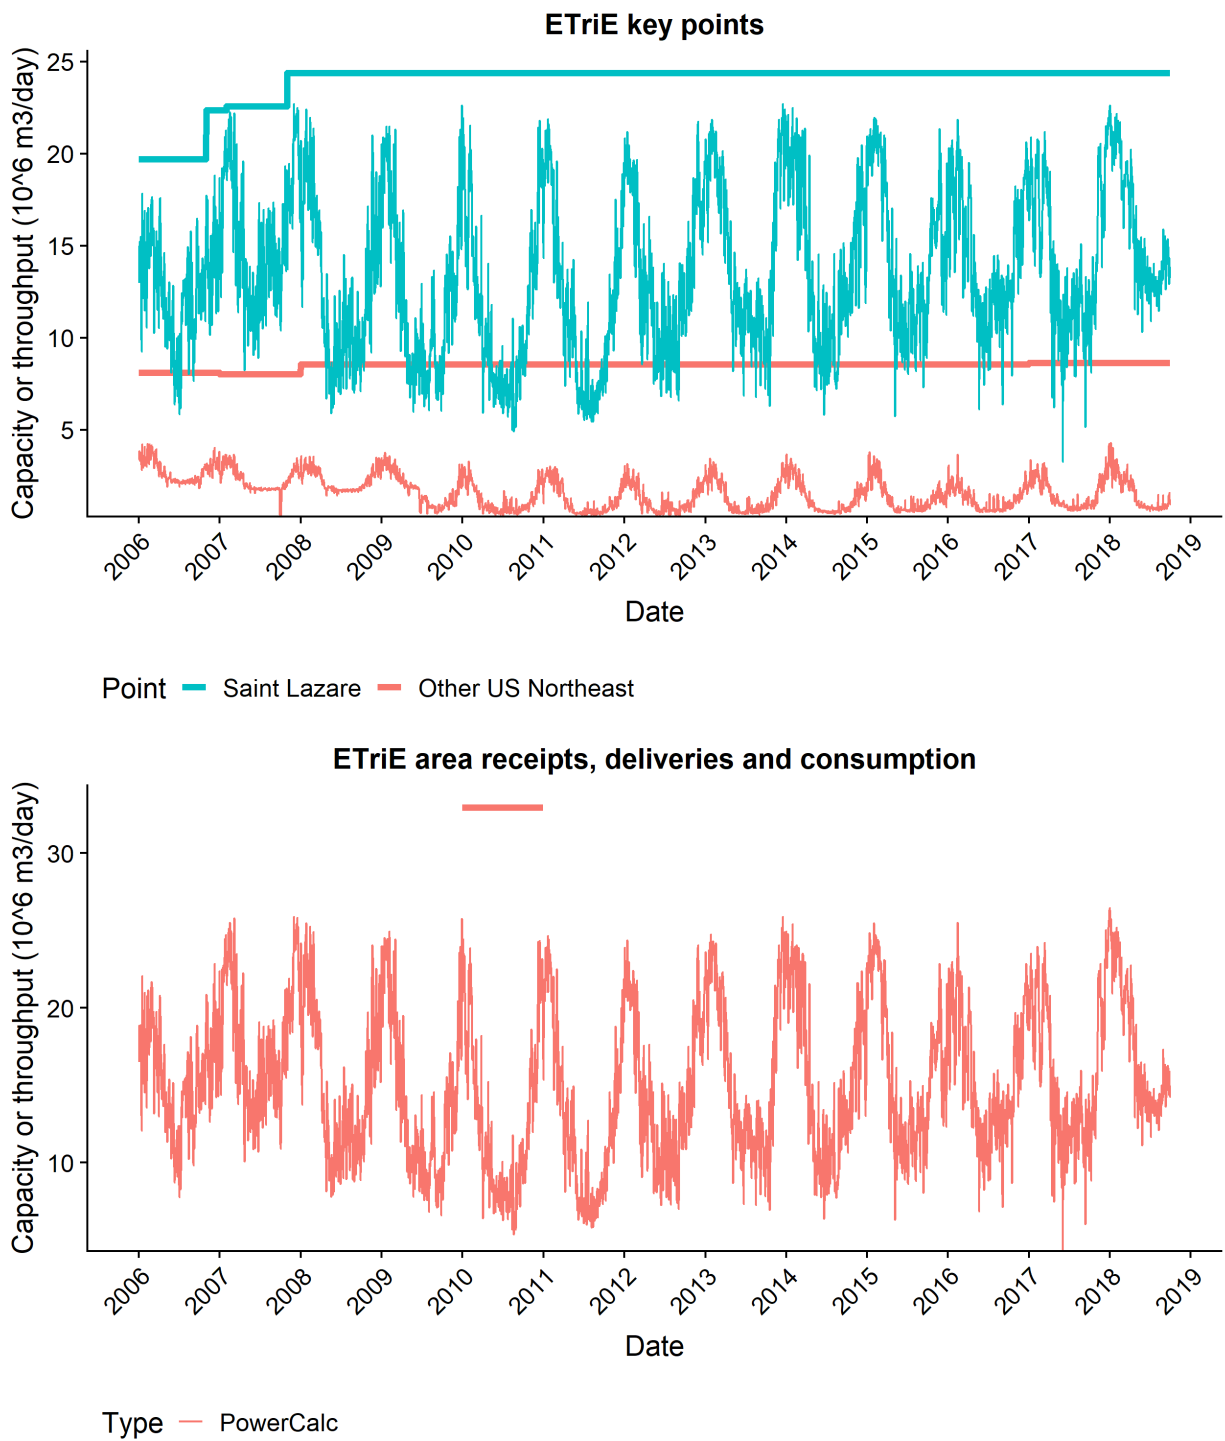 ETriE key points
Capacity or throughput (10^6 m3/day)
25
20
15
10
5
2006 2007 2008 2009 2010 2011 2012 2013 2014 2015 2016 2017 2018 2019
Date
Point Saint Lazare Other US Northeast
ETriE area receipts, deliveries and consumption
Capacity or throughput (10^6 m3/day)
30
20
10
2006 2007 2008 2009 2010 2011 2012 2013 2014 2015 2016 2017 2018 2019
Date
Type PowerCalc